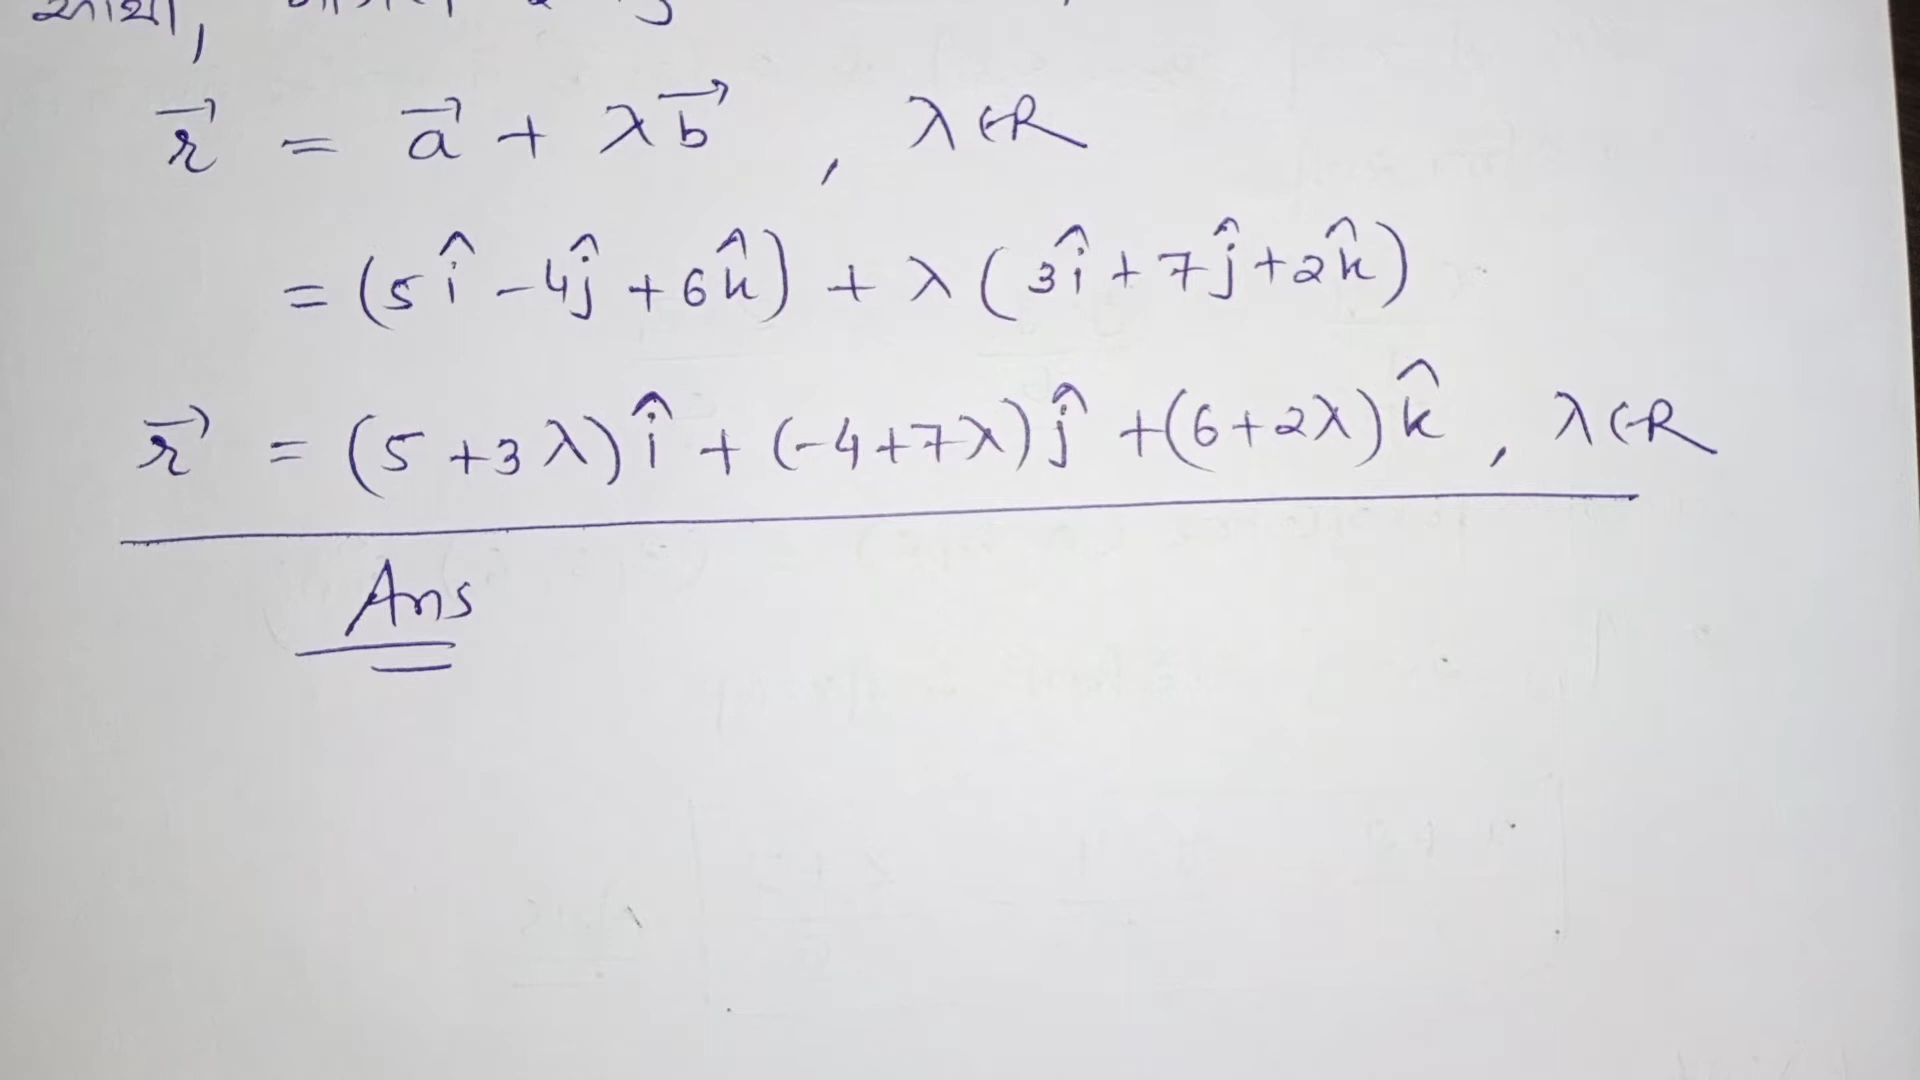 r⃗ = a⃗ + λb⃗ , λ ∈ R
= (5î - 4ĵ + 6k̂) + λ (3î + 7ĵ + 2k̂)
r⃗ = (5 + 3λ)î + (-4 + 7λ)ĵ + (6 + 2λ)k̂ , λ ∈ R
Ans